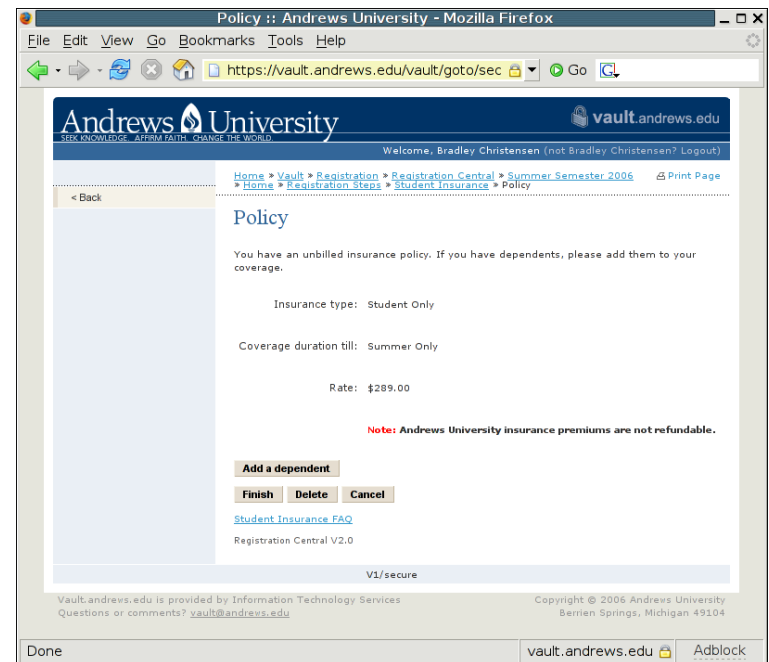 Policy :: Andrews University - Mozilla Firefox
File Edit View Go Bookmarks Tools Help
https://vault.andrews.edu/vault/goto/sec Go G
Andrews University
SEEK KNOWLEDGE. AFFIRM FAITH. CHANGE THE WORLD.
vault.andrews.edu
Welcome, Bradley Christensen (not Bradley Christensen? Logout)
Home » Vault » Registration » Registration Central » Summer Semester 2006
» Home » Registration Steps » Student Insurance » Policy
Print Page
< Back
Policy
You have an unbilled insurance policy. If you have dependents, please add them to your
coverage.
Insurance type: Student Only
Coverage duration till: Summer Only
Rate: $289.00
Note: Andrews University insurance premiums are not refundable.
Add a dependent
Finish Delete Cancel
Student Insurance FAQ
Registration Central V2.0
V1/secure
Vault.andrews.edu is provided by Information Technology Services
Questions or comments? vault@andrews.edu
Copyright © 2006 Andrews University
Berrien Springs, Michigan 49104
Done vault.andrews.edu Adblock